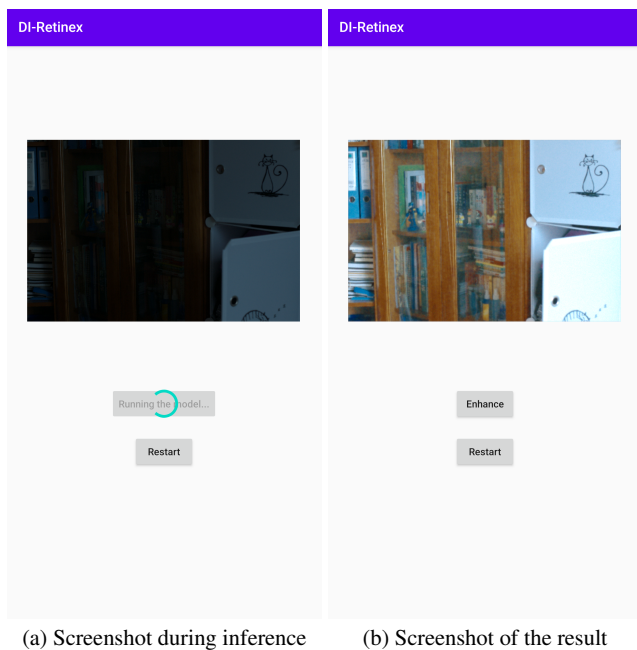 DI-Retinex
DI-Retinex
Running the model...
Restart
Enhance
Restart
(a) Screenshot during inference
(b) Screenshot of the result